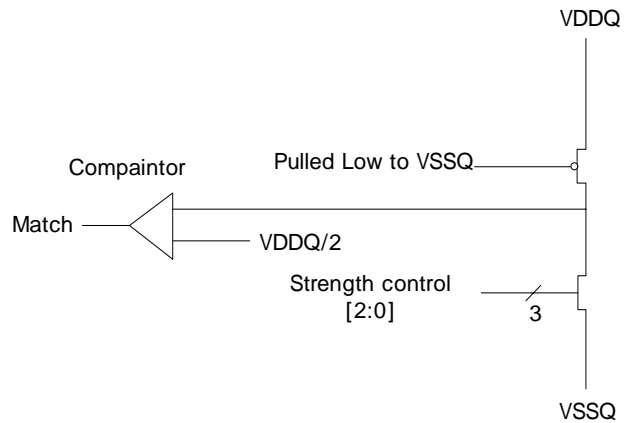 VDDQ
Compaintor
Pulled Low to VSSQ
Match
VDDQ/2
Strength control
[2:0]
3
VSSQ